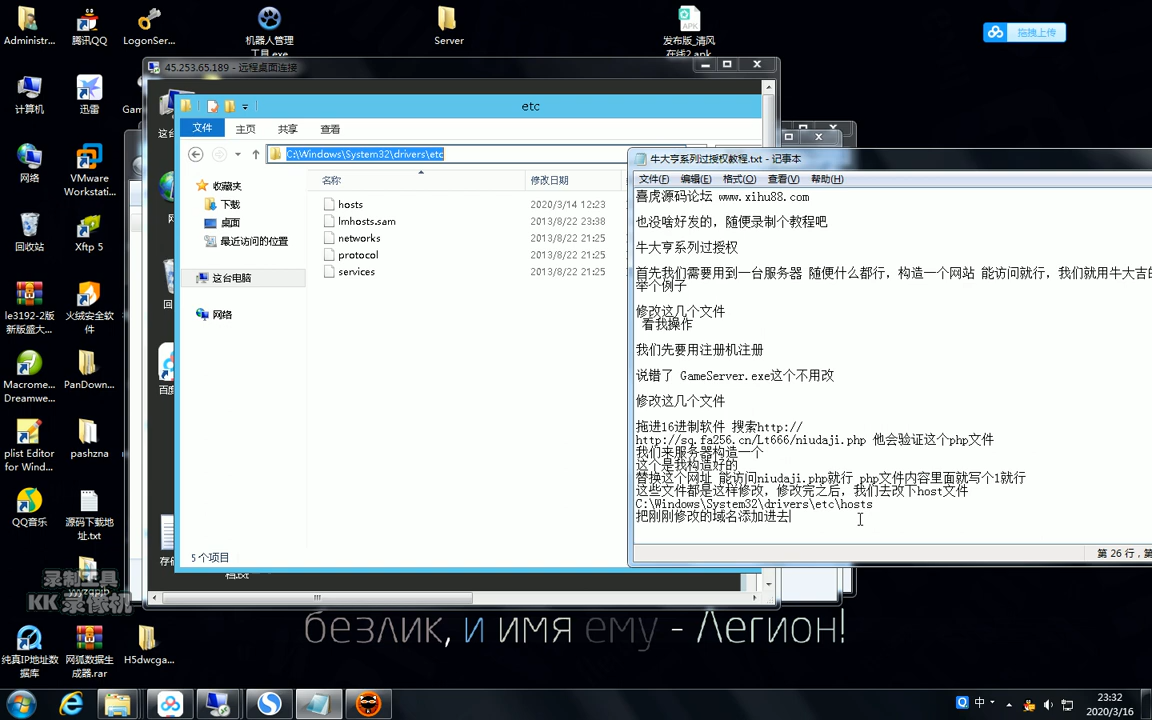 Administr...
腾讯QQ
LogonSer...
机器人管理
工具.exe
Server
发布版_清风
在线2.apk
拖拽上传
45.253.65.189 - 远程桌面连接
计算机
迅雷
网络
VMware
Workstati...
回收站
Xftp 5
le3192-2版
新版盛大...
火绒安全软
件
Macrome...
Dreamwe...
PanDown...
plist Editor
for Wind...
pashzna
QQ音乐
源码下载地
址.txt
录制工具
KK 录像机
纯真IP地址数
据库
网狐数据生
成器.rar
H5dwcga...
etc
文件
主页
共享
查看
C:\Windows\System32\drivers\etc
收藏夹
下载
桌面
最近访问的位置
这台电脑
网络
名称
修改日期
hosts
2020/3/14 12:23
lmhosts.sam
2013/8/22 23:38
networks
2013/8/22 21:25
protocol
2013/8/22 21:25
services
2013/8/22 21:25
5 个项目
牛大亨系列过授权教程.txt - 记事本
文件(F) 编辑(E) 格式(O) 查看(V) 帮助(H)
喜虎源码论坛 www.xihu88.com
也没啥好发的，随便录制个教程吧
牛大亨系列过授权
首先我们需要用到一台服务器 随便什么都行，构造一个网站 能访问就行，我们就用牛大吉的
举个例子
修改这几个文件
看我操作
我们先要用注册机注册
说错了 GameServer.exe这个不用改
修改这几个文件
拖进16进制软件 搜索http://
http://sq.fa256.cn/Lt666/niudaji.php 他会验证这个php文件
我们来服务器构造一个
这个是我构造好的
替换这个网址 能访问niudaji.php就行 php文件内容里面就写个1就行
这些文件都是这样修改，修改完之后，我们去改下host文件
C:\Windows\System32\drivers\etc\hosts
把刚刚修改的域名添加进去
第 26 行，第
безлик, и имя ему - Легион!
中
23:32
2020/3/16